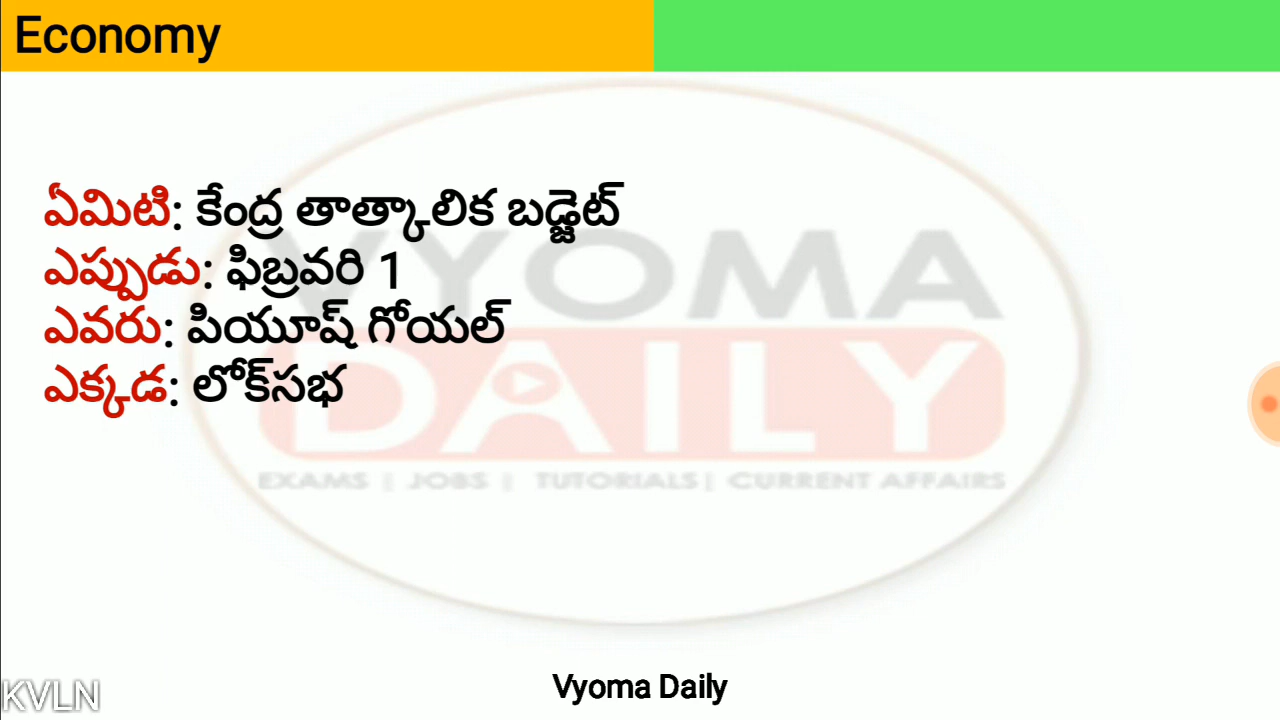 Economy
ఏమిటి: కేంద్ర తాత్కాలిక బడ్జెట్
ఎప్పుడు: ఫిబ్రవరి 1
ఎవరు: పియూష్ గోయల్
ఎక్కడ: లోక్‌సభ
VYOMA
DAILY
EXAMS | JOBS | TUTORIALS | CURRENT AFFAIRS
Vyoma Daily
KVLN